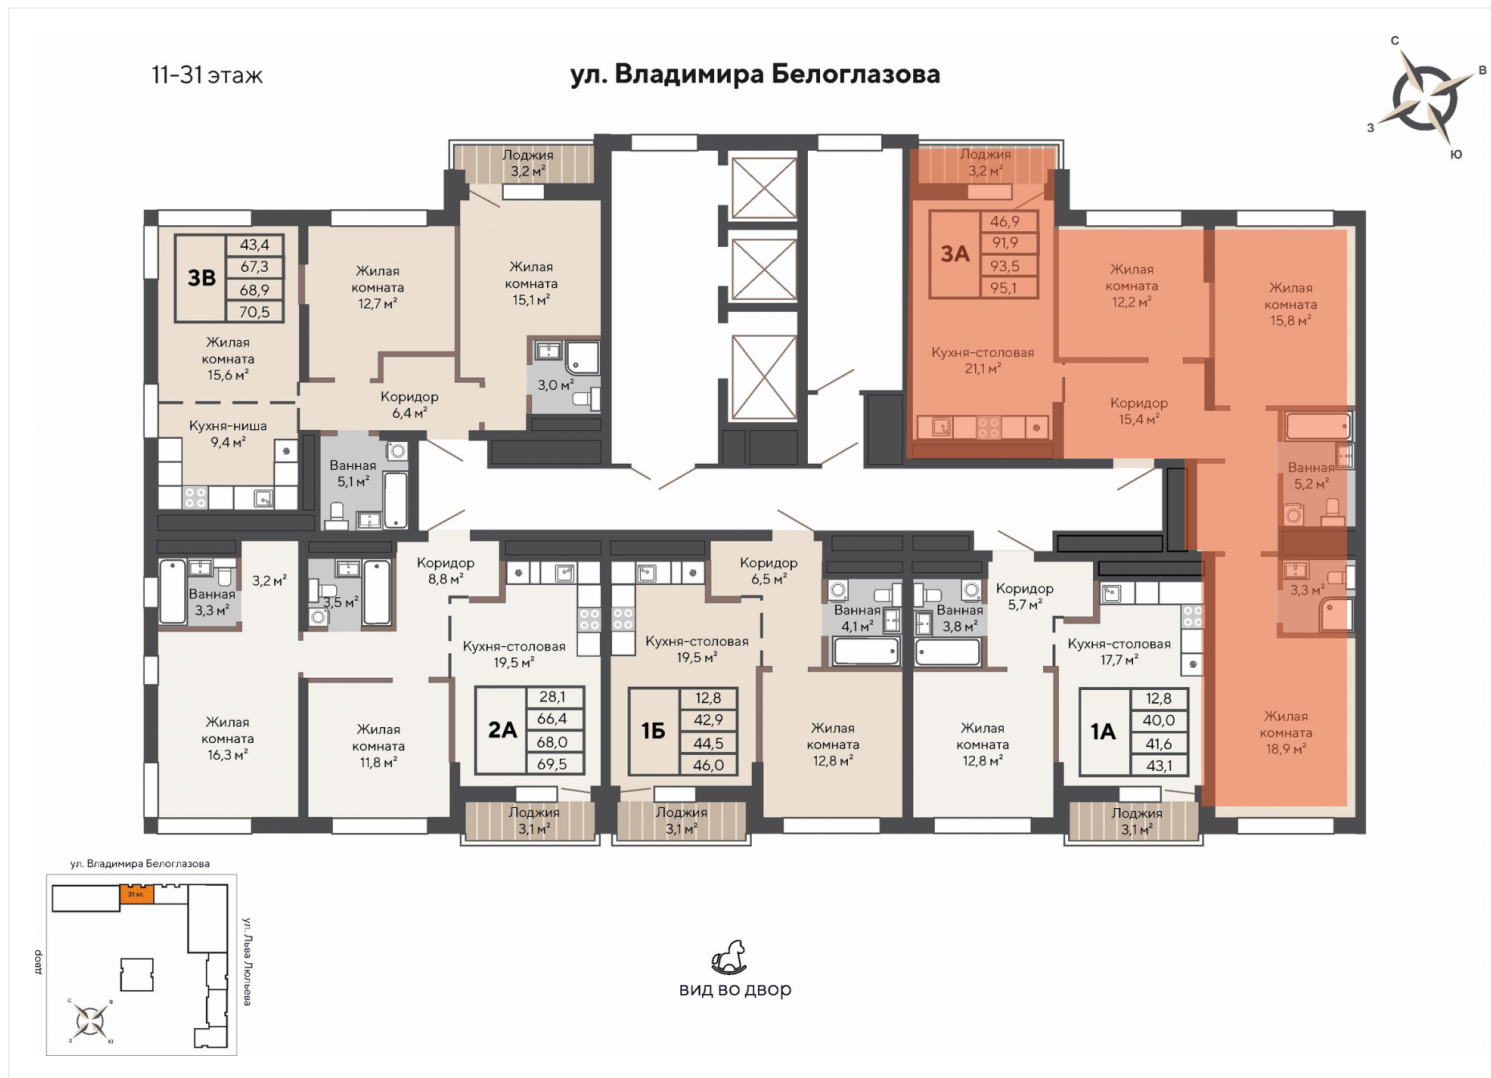 11-31 этаж
ул. Владимира Белоглазова
С
В
З
Ю
Лоджия
3,2 м²
Лоджия
3,2 м²
3В
43,4
67,3
68,9
70,5
Жилая
комната
15,6 м²
Кухня-ниша
9,4 м²
Жилая
комната
12,7 м²
Жилая
комната
15,1 м²
Коридор
6,4 м²
3,0 м²
Ванная
5,1 м²
3А
46,9
91,9
93,5
95,1
Кухня-столовая
21,1 м²
Жилая
комната
12,2 м²
Жилая
комната
15,8 м²
Коридор
15,4 м²
Ванная
5,2 м²
3,3 м²
Жилая
комната
18,9 м²
Ванная
3,3 м²
3,2 м²
3,5 м²
Коридор
8,8 м²
Кухня-столовая
19,5 м²
2А
28,1
66,4
68,0
69,5
Жилая
комната
16,3 м²
Жилая
комната
11,8 м²
Лоджия
3,1 м²
Коридор
6,5 м²
Кухня-столовая
19,5 м²
Ванная
4,1 м²
1Б
12,8
42,9
44,5
46,0
Жилая
комната
12,8 м²
Лоджия
3,1 м²
Ванная
3,8 м²
Коридор
5,7 м²
Кухня-столовая
17,7 м²
Жилая
комната
12,8 м²
1А
12,8
40,0
41,6
43,1
Лоджия
3,1 м²
ул. Владимира Белоглазова
31 эт.
двор
ул. Льва Люльева
С
В
З
Ю
вид во двор